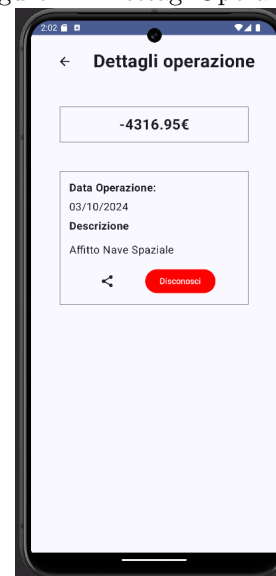 2:02
Dettagli operazione
-4316.95€
Data Operazione:
03/10/2024
Descrizione
Affitto Nave Spaziale
Disconosci